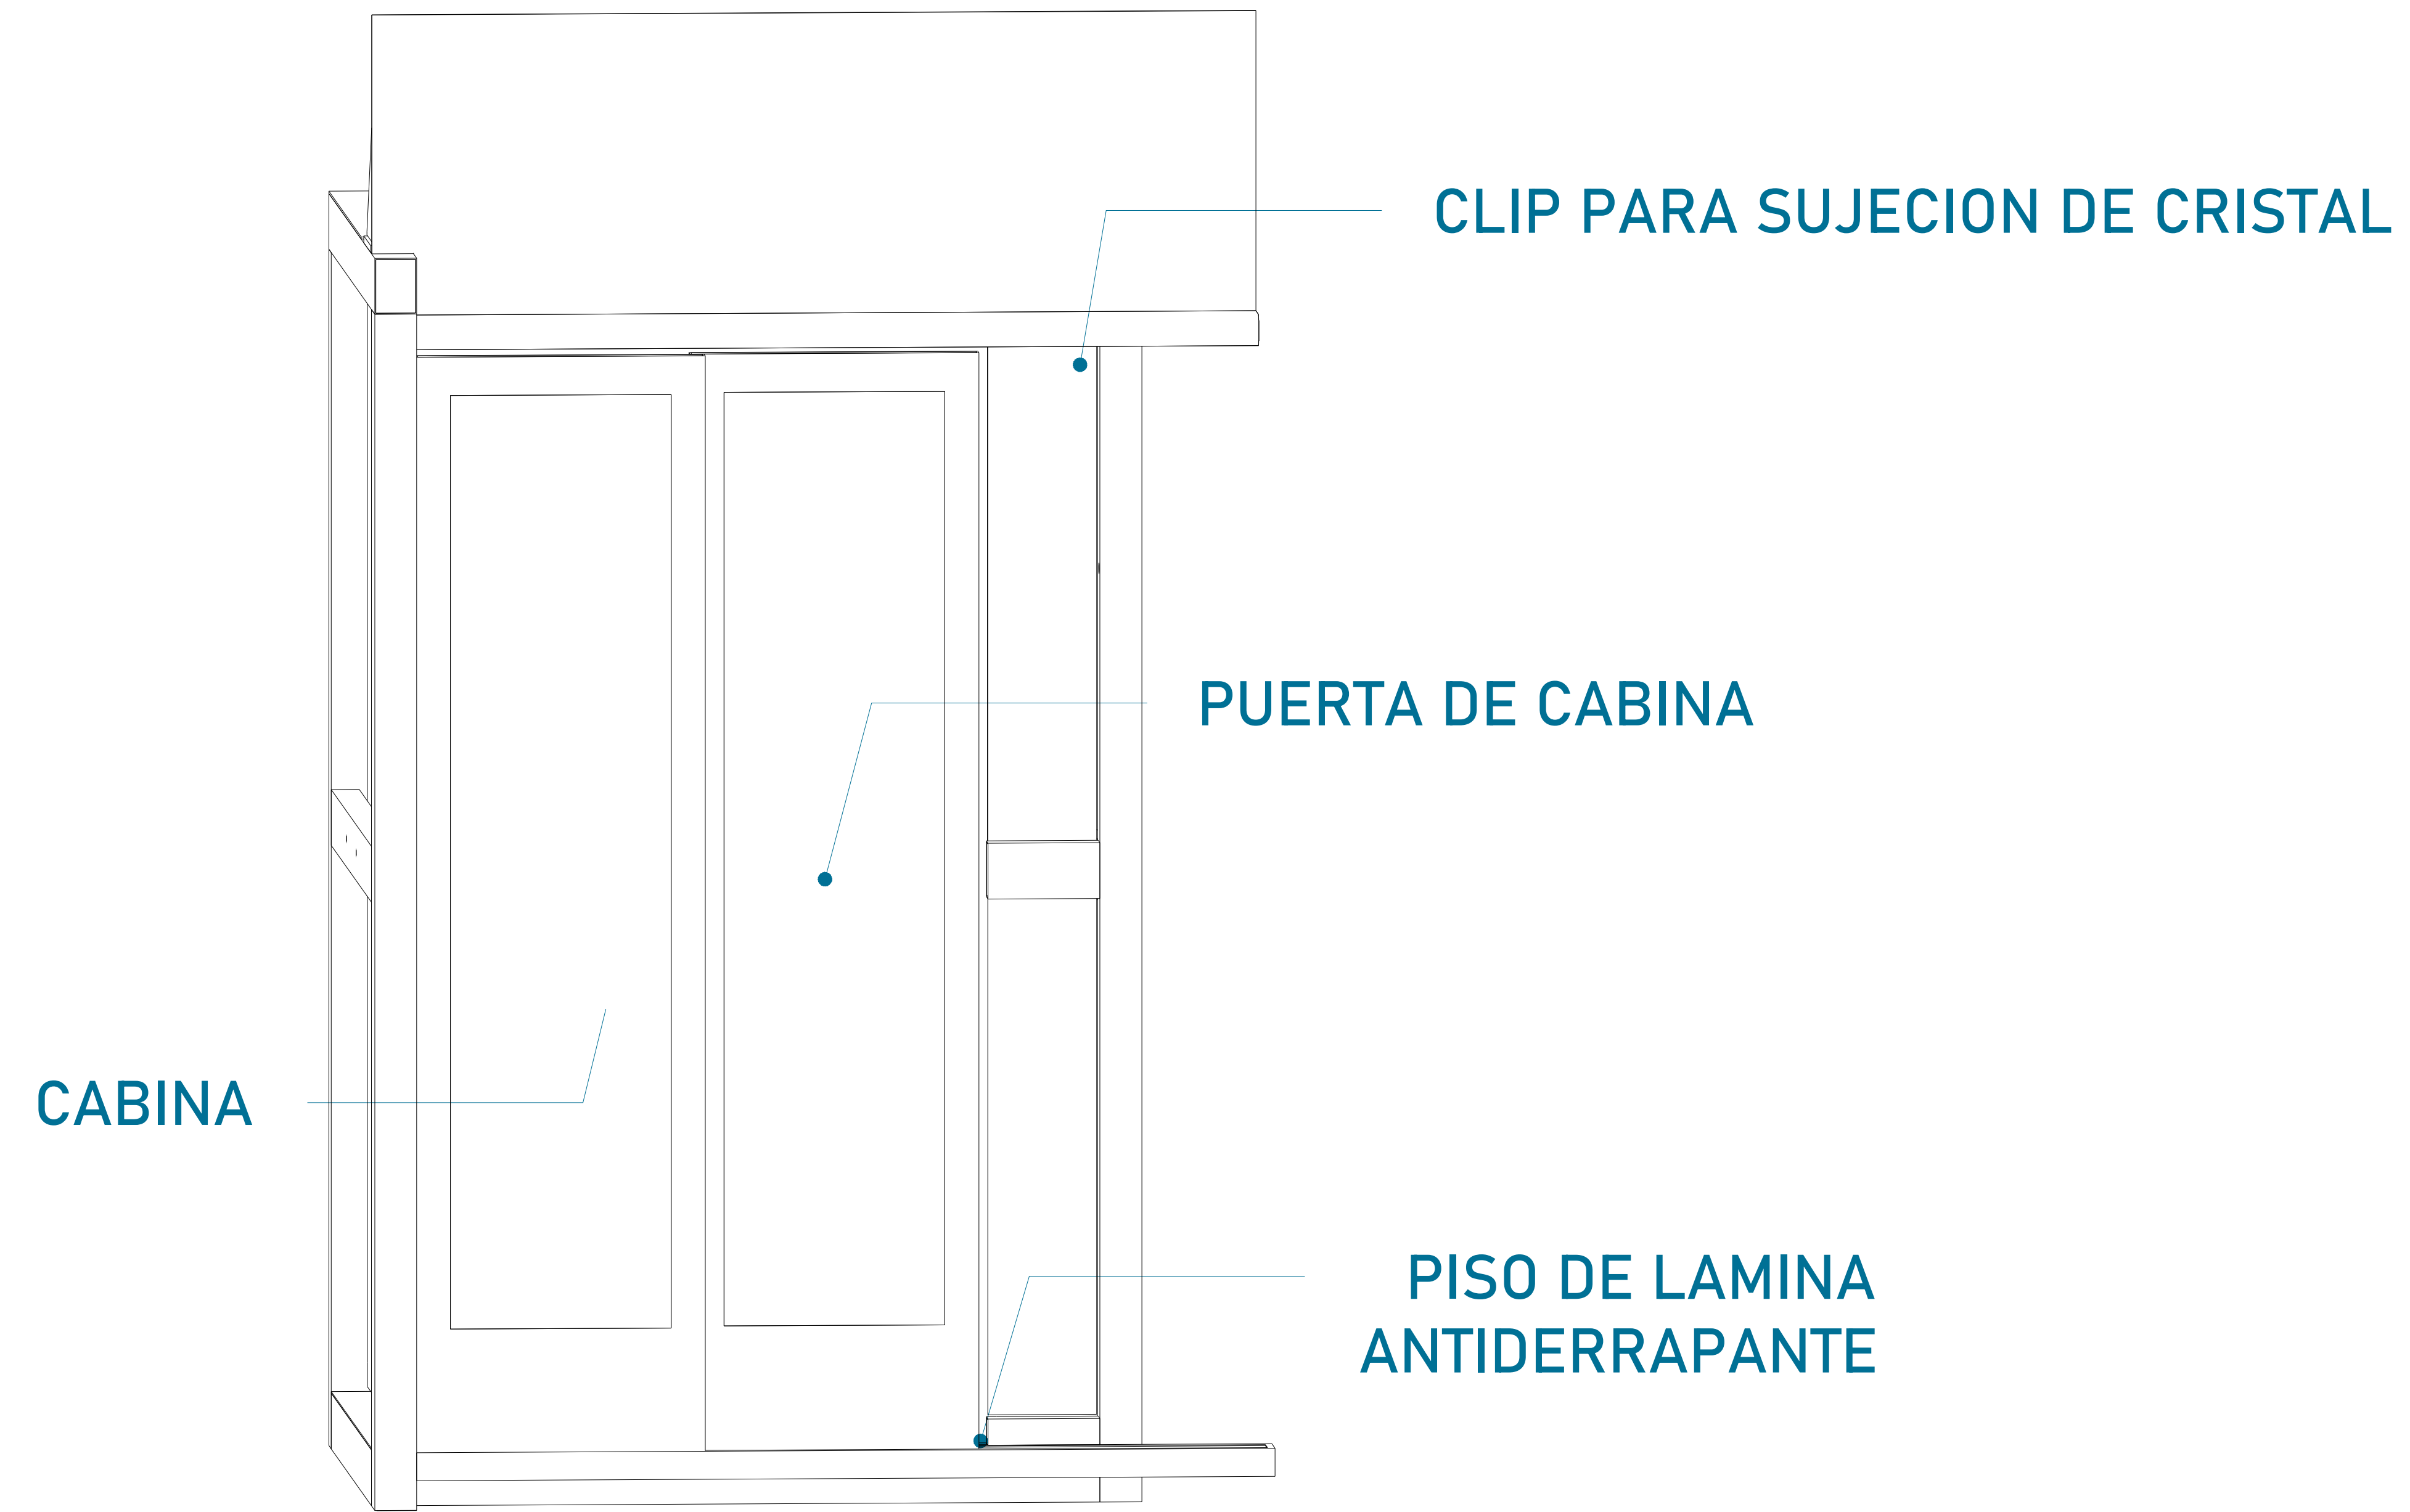 CLIP PARA SUJECION DE CRISTAL
PUERTA DE CABINA
CABINA
PISO DE LAMINA
ANTIDERRAPANTE